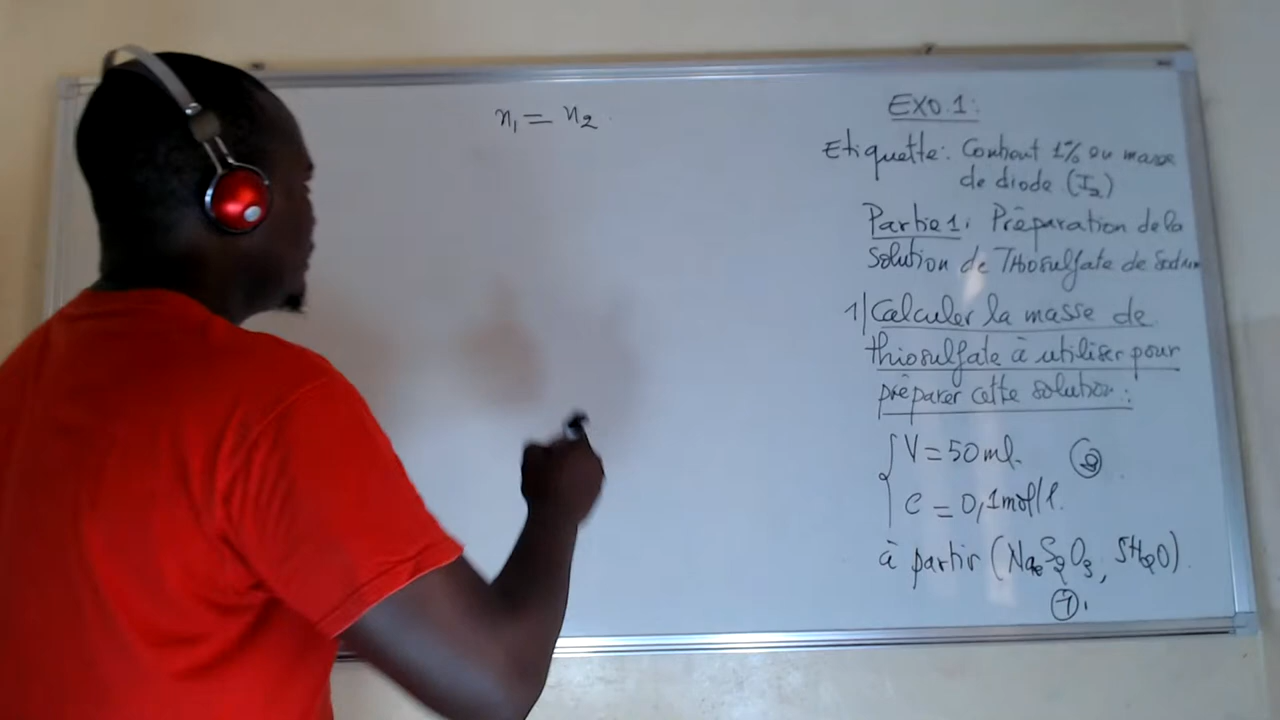 n₁ = n₂
EXO.1:
Etiquette: Contient 1% en masse
de diode (I₂)
Partie 1: Préparation de la
solution de Thiosulfate de Sodium
1) Calculer la masse de
thiosulfate à utiliser pour
préparer cette solution:
V = 50 ml. ②
c = 0,1 mol/l.
à partir (Na₂S₂O₃, 5H₂O).
①.